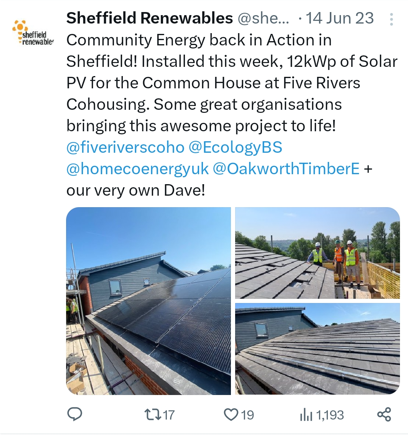 sheffield
renewables
Sheffield Renewables @she... · 14 Jun 23
Community Energy back in Action in
Sheffield! Installed this week, 12kWp of Solar
PV for the Common House at Five Rivers
Cohousing. Some great organisations
bringing this awesome project to life!
@fiveriverscoho @EcologyBS
@homecoenergyuk @OakworthTimberE +
our very own Dave!
17 19 1,193